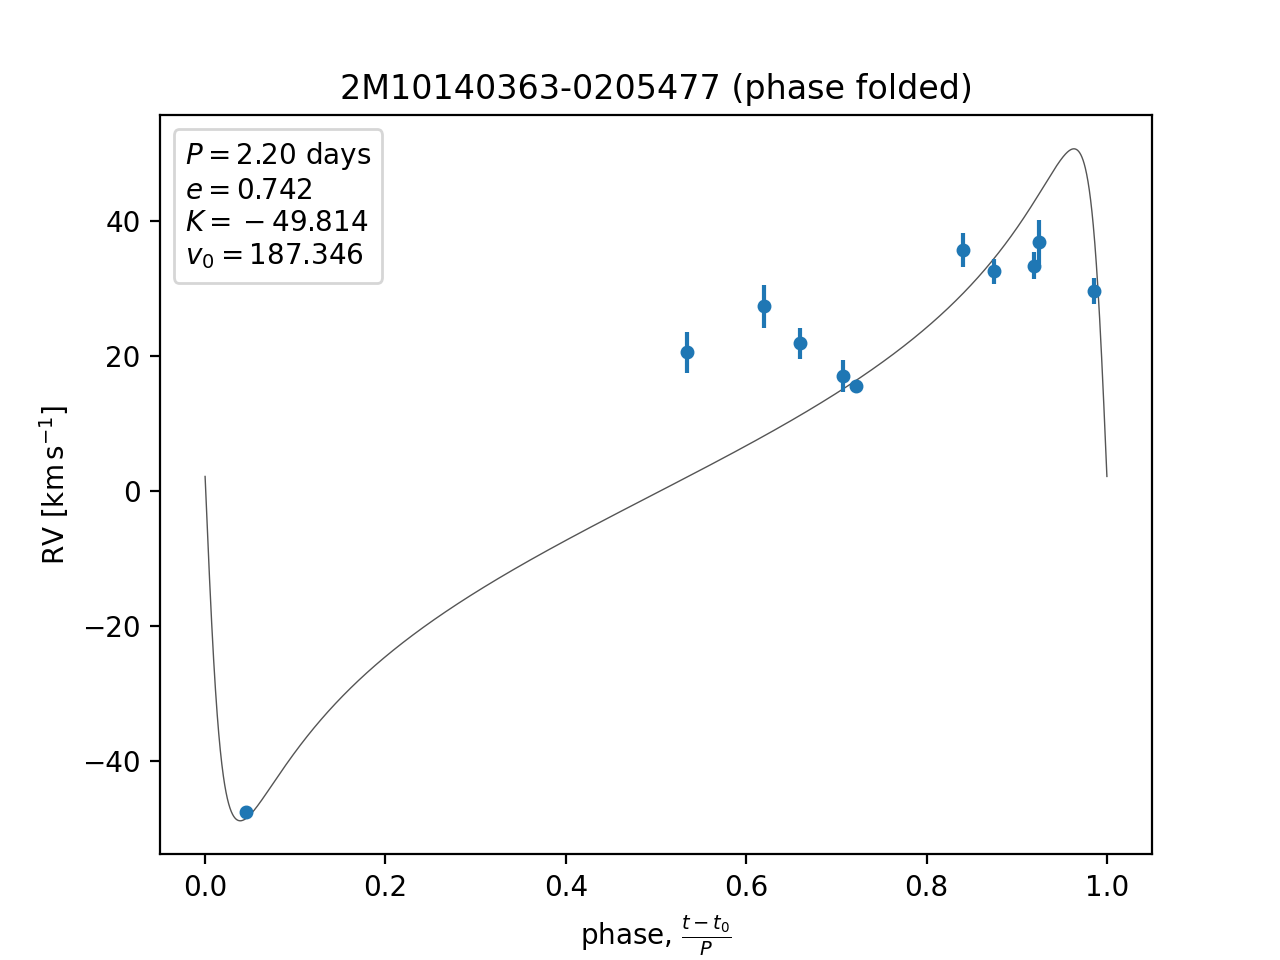 2M10140363-0205477 (phase folded)
P = 2.20 days
e = 0.742
K = −49.814
v₀ = 187.346
40
20
0
−20
−40
RV [km s⁻¹]
0.0 0.2 0.4 0.6 0.8 1.0
phase, (t − t₀)/P